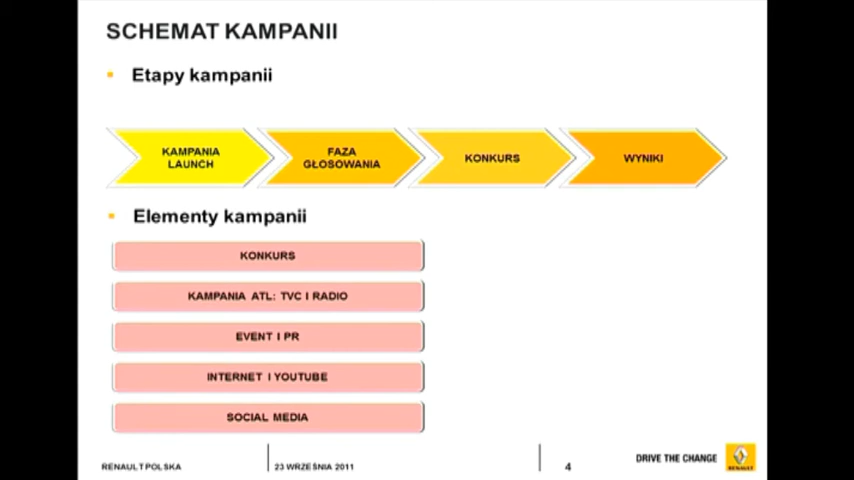 SCHEMAT KAMPANII
Etapy kampanii
KAMPANIA
LAUNCH
FAZA
GŁOSOWANIA
KONKURS
WYNIKI
Elementy kampanii
KONKURS
KAMPANIA ATL: TVC I RADIO
EVENT I PR
INTERNET I YOUTUBE
SOCIAL MEDIA
RENAULT POLSKA
23 WRZEŚNIA 2011
4
DRIVE THE CHANGE
RENAULT